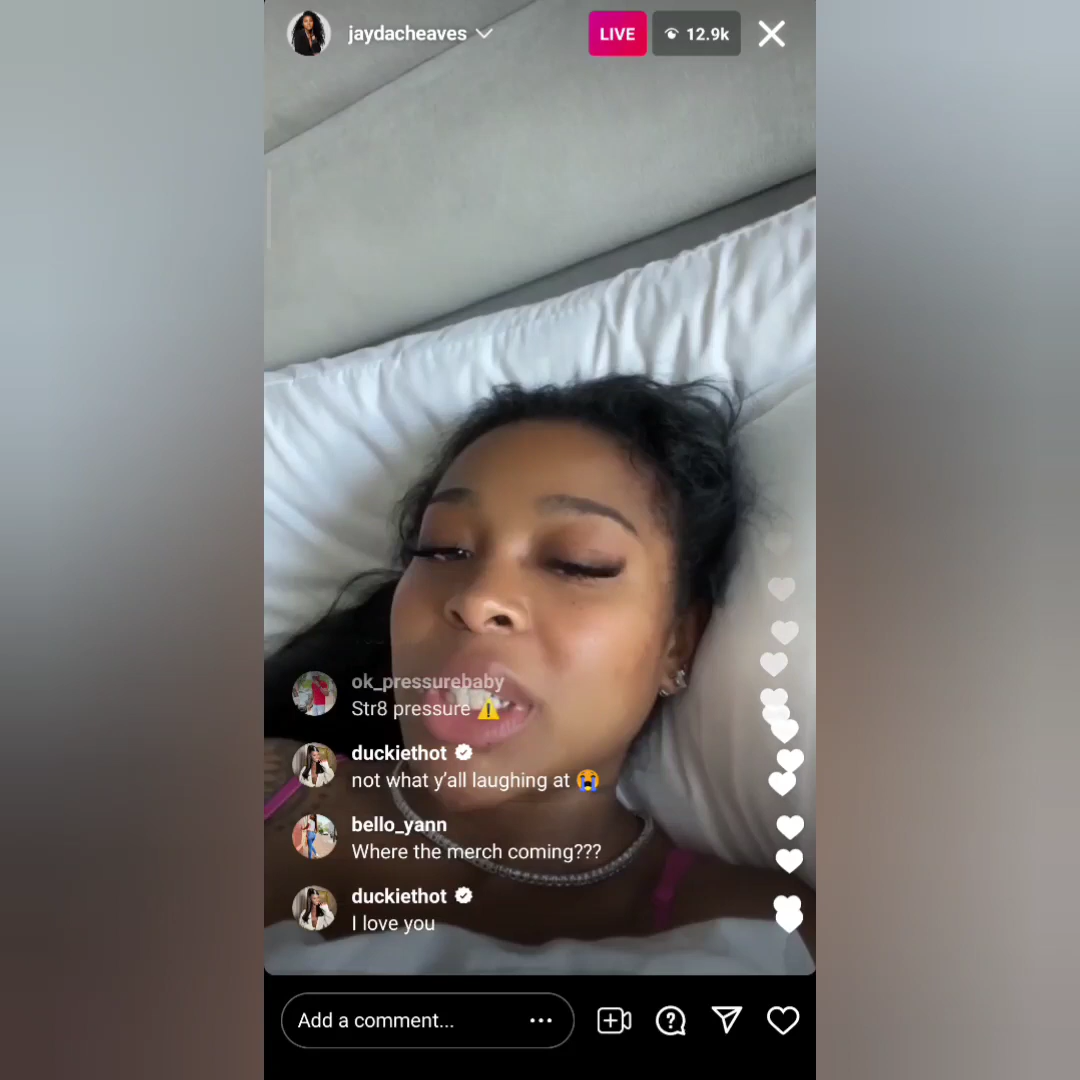 jaydacheaves
LIVE
12.9k
ok_pressurebaby
Str8 pressure ⚠️
duckiethot
not what y’all laughing at 😭
bello_yann
Where the merch coming???
duckiethot
I love you
Add a comment...